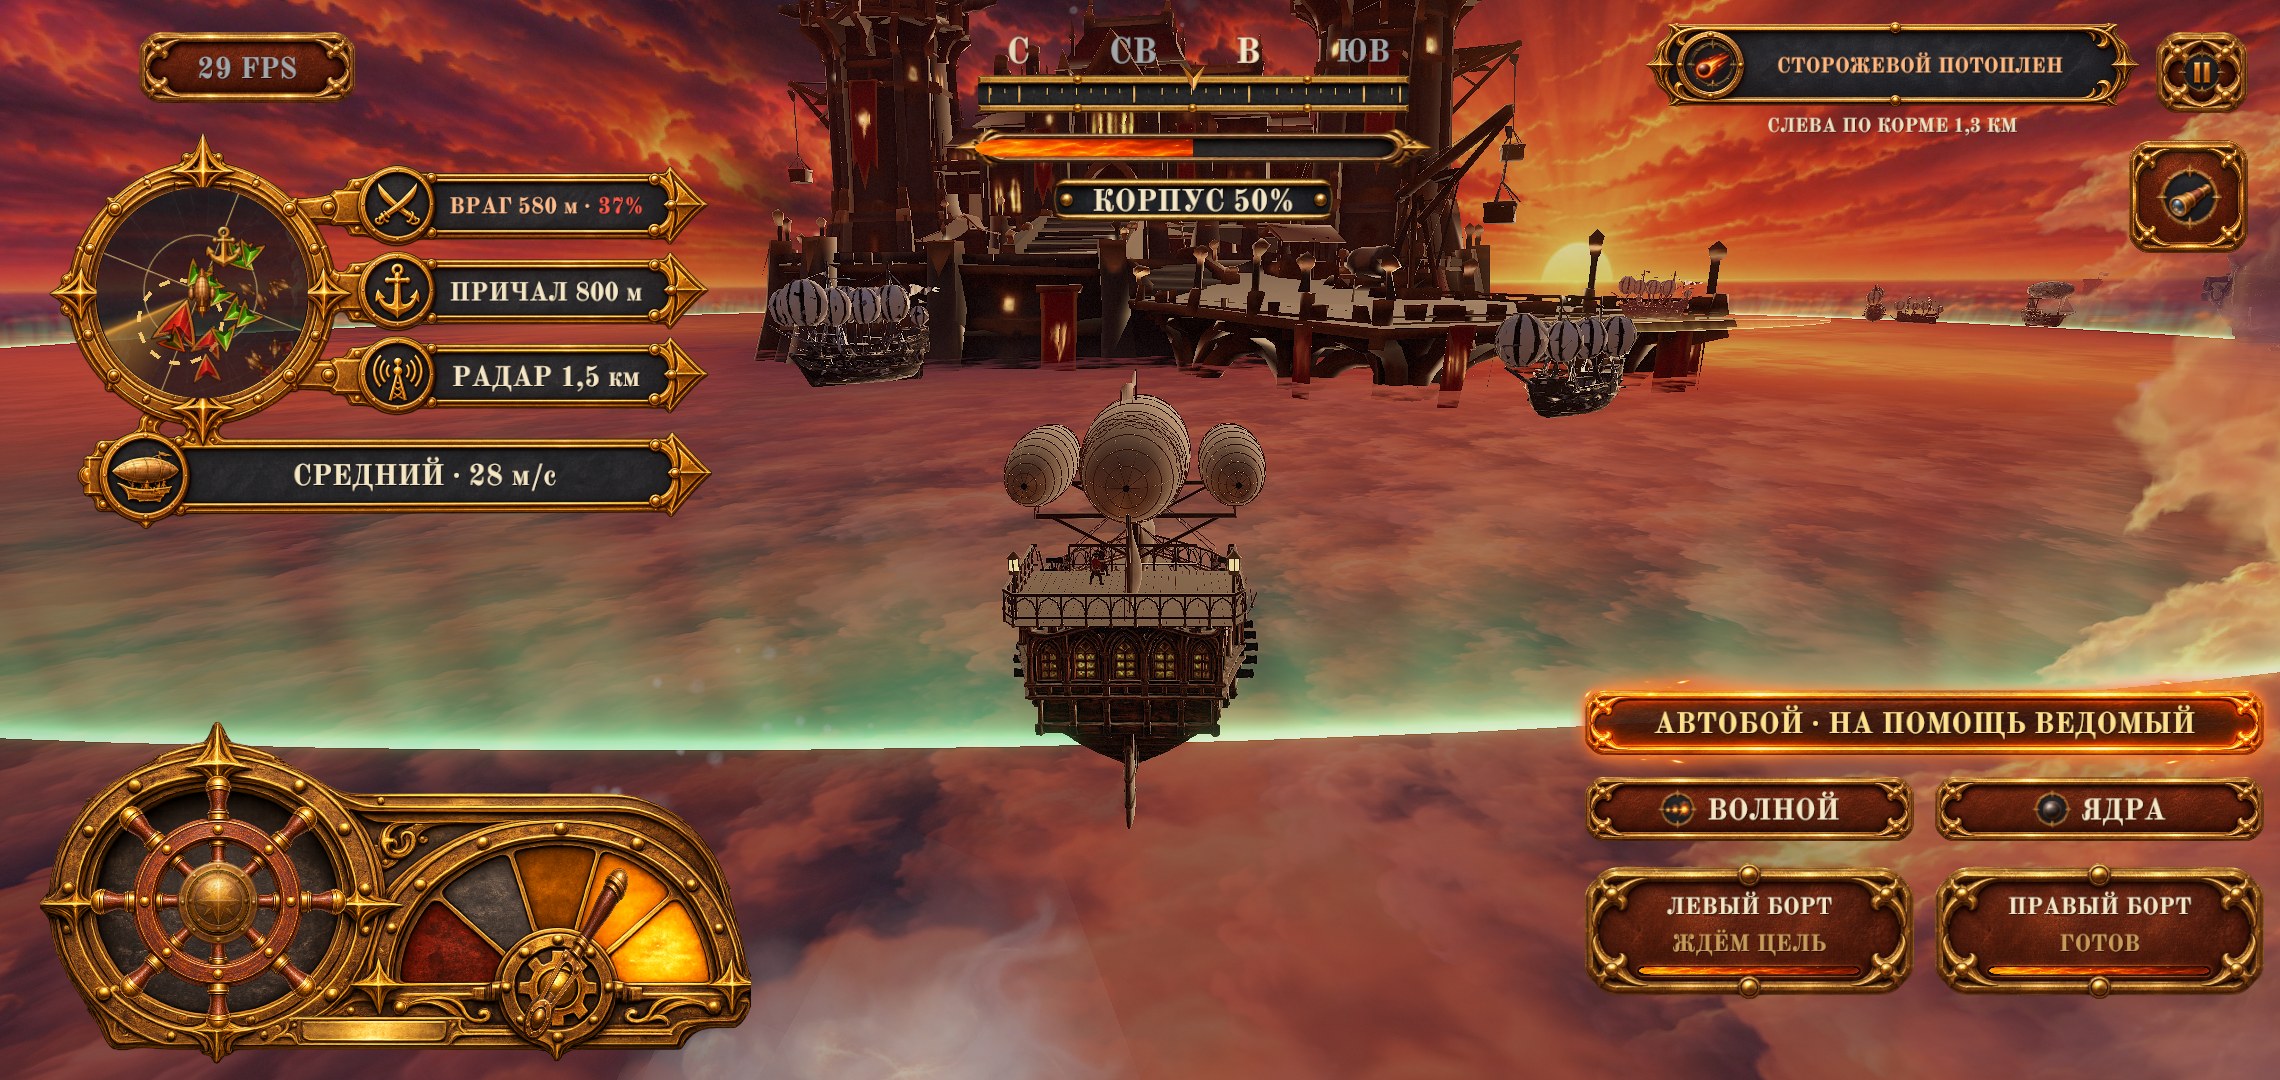 29 FPS
С СВ В ЮВ
СТОРОЖЕВОЙ ПОТОПЛЕН
СЛЕВА ПО КОРМЕ 1,3 КМ
КОРПУС 50%
ВРАГ 580 м · 37%
ПРИЧАЛ 800 м
РАДАР 1,5 км
СРЕДНИЙ · 28 м/с
АВТОБОЙ · НА ПОМОЩЬ ВЕДОМЫЙ
ВОЛНОЙ
ЯДРА
ЛЕВЫЙ БОРТ
ЖДЁМ ЦЕЛЬ
ПРАВЫЙ БОРТ
ГОТОВ